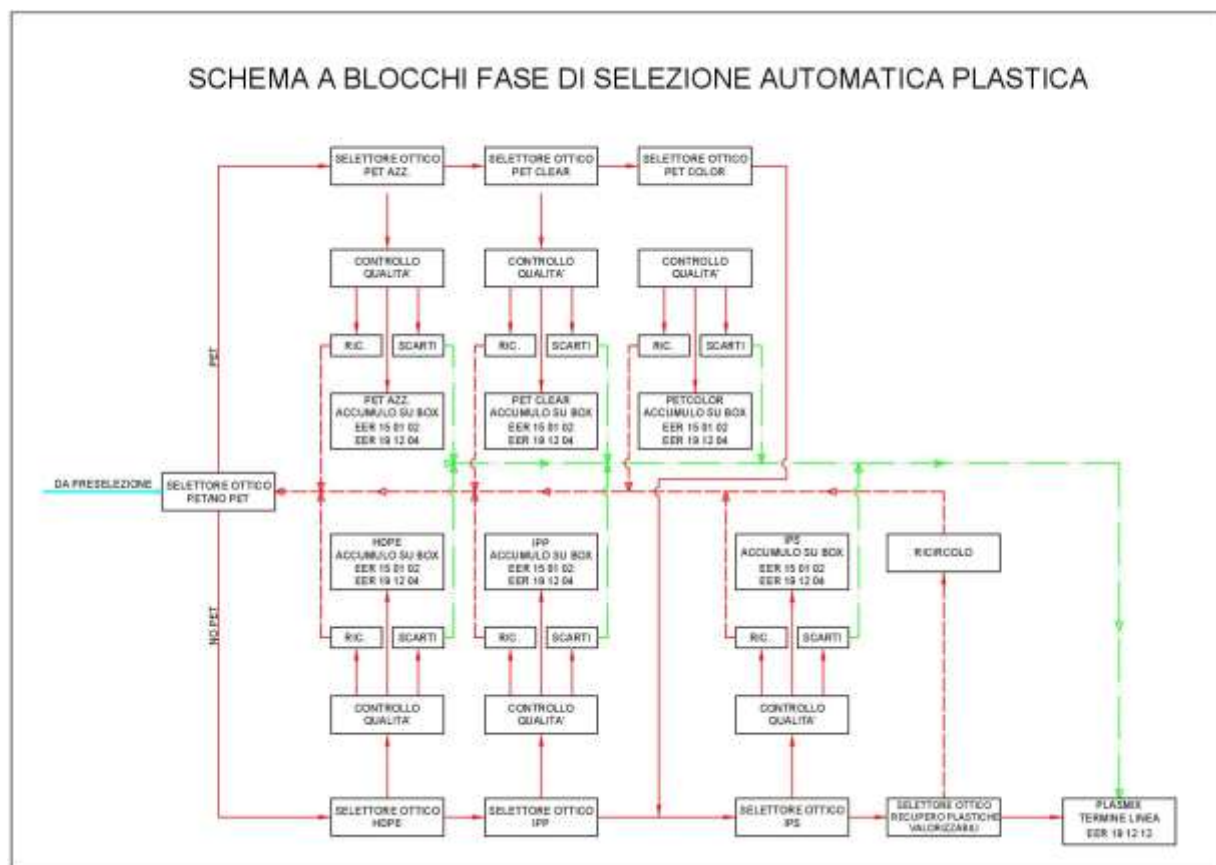 SCHEMA A BLOCCHI FASE DI SELEZIONE AUTOMATICA PLASTICA
SELETTORE OTTICO
PET AZZ.
SELETTORE OTTICO
PET CLEAR
SELETTORE OTTICO
PET COLOR
CONTROLLO
QUALITA'
CONTROLLO
QUALITA'
CONTROLLO
QUALITA'
PET
RIC.
SCARTI
RIC.
SCARTI
RIC.
SCARTI
PET AZZ.
ACCUMULO SU BOX
EER 15 01 02
EER 19 12 04
PET CLEAR
ACCUMULO SU BOX
EER 15 01 02
EER 19 12 04
PETCOLOR
ACCUMULO SU BOX
EER 15 01 02
EER 19 12 04
DA PRESELEZIONE
SELETTORE OTTICO
PET/NO PET
HDPE
ACCUMULO SU BOX
EER 15 01 02
EER 19 12 04
IPP
ACCUMULO SU BOX
EER 15 01 02
EER 19 12 04
IPS
ACCUMULO SU BOX
EER 15 01 02
EER 19 12 04
RICIRCOLO
NO PET
RIC.
SCARTI
RIC.
SCARTI
RIC.
SCARTI
CONTROLLO
QUALITA'
CONTROLLO
QUALITA'
CONTROLLO
QUALITA'
SELETTORE OTTICO
HDPE
SELETTORE OTTICO
IPP
SELETTORE OTTICO
IPS
SELETTORE OTTICO
RECUPERO PLASTICHE
VALORIZZABILI
PLASMIX
TERMINE LINEA
EER 19 12 12